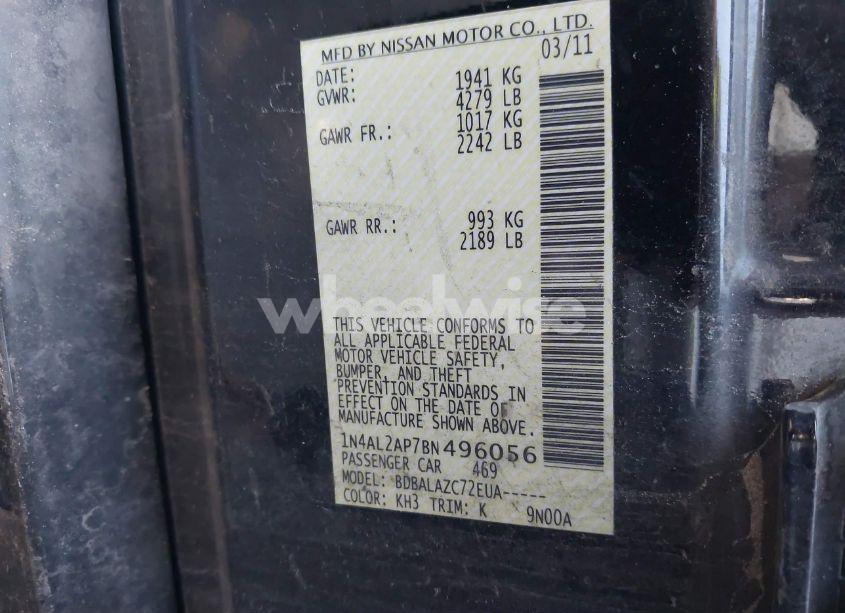 MFD BY NISSAN MOTOR CO., LTD.
DATE: 03/11
GVWR: 1941 KG
4279 LB
GAWR FR.: 1017 KG
2242 LB
GAWR RR.: 993 KG
2189 LB
wheelwise
THIS VEHICLE CONFORMS TO
ALL APPLICABLE FEDERAL
MOTOR VEHICLE SAFETY,
BUMPER, AND THEFT
PREVENTION STANDARDS IN
EFFECT ON THE DATE OF
MANUFACTURE SHOWN ABOVE.
1N4AL2AP7BN496056
PASSENGER CAR 469
MODEL: BDBALAZC72EUA-----
COLOR: KH3 TRIM: K 9N00A